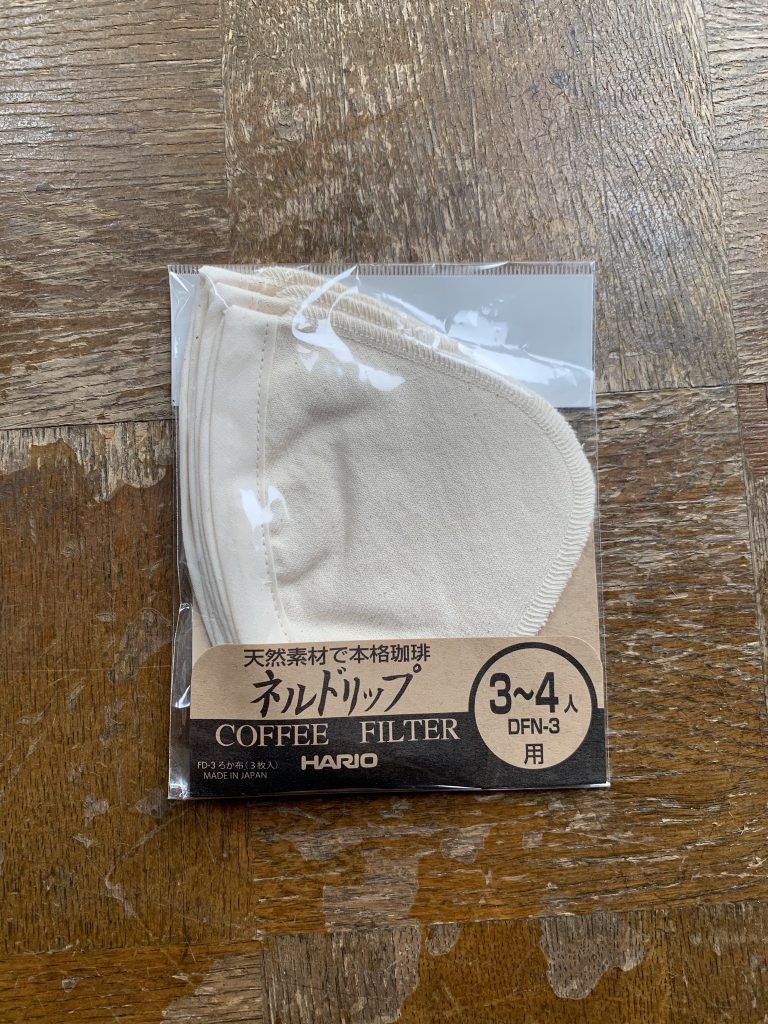 天然素材で本格珈琲
ネルドリップ
COFFEE FILTER
3~4人
DFN-3
用
FD-3 ろか布(3枚入)
MADE IN JAPAN
HARIO